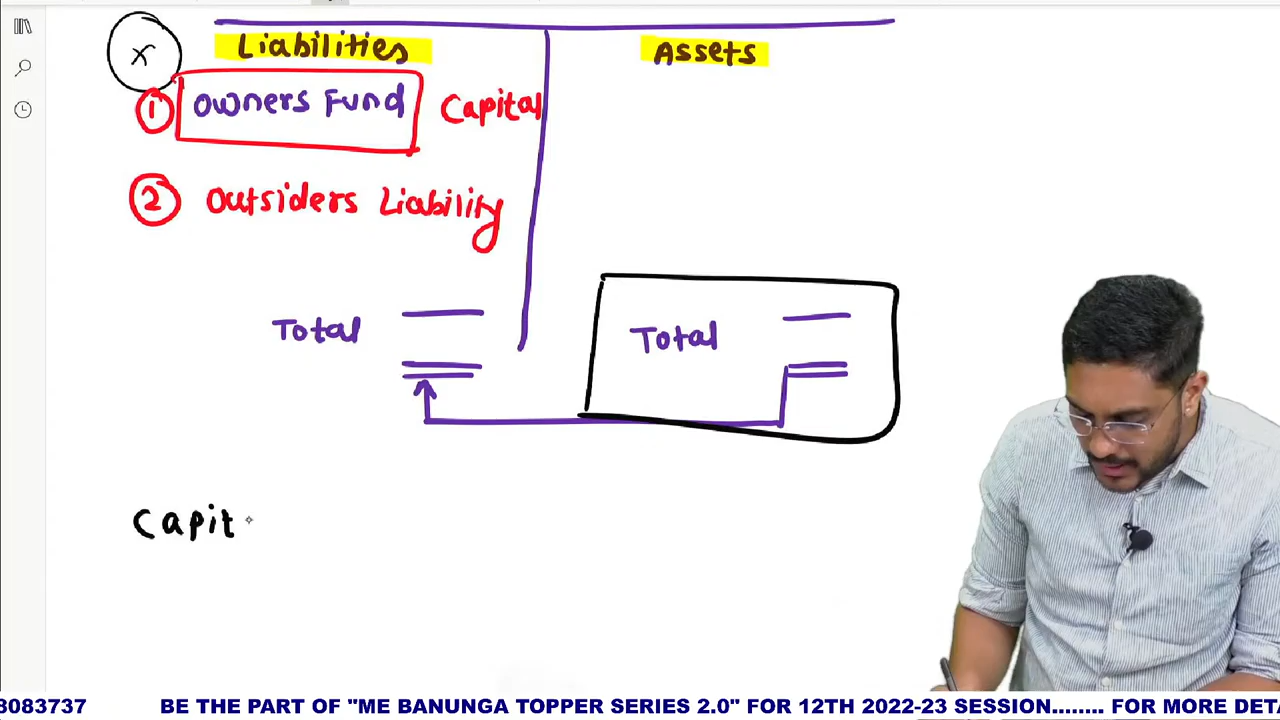 x Liabilities Assets
1 Owners Fund Capital
2 Outsiders Liability
Total Total
Capit
8083737 BE THE PART OF "ME BANUNGA TOPPER SERIES 2.0" FOR 12TH 2022-23 SESSION........ FOR MORE DETA